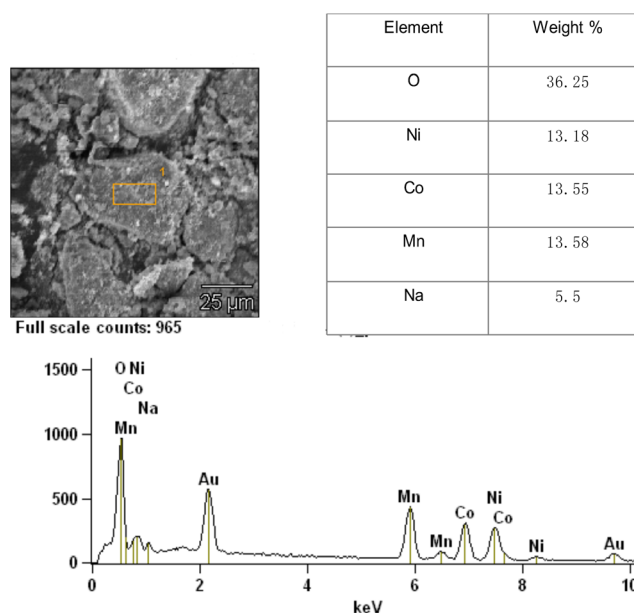 Element Weight %
O 36.25
Ni 13.18
Co 13.55
Mn 13.58
Na 5.5
1
25 μm
Full scale counts: 965
1500
1000
500
0
O Ni
Co
Na
Mn
Au
Mn
Mn
Co
Ni
Co
Ni
Au
0 2 4 6 8 10
keV